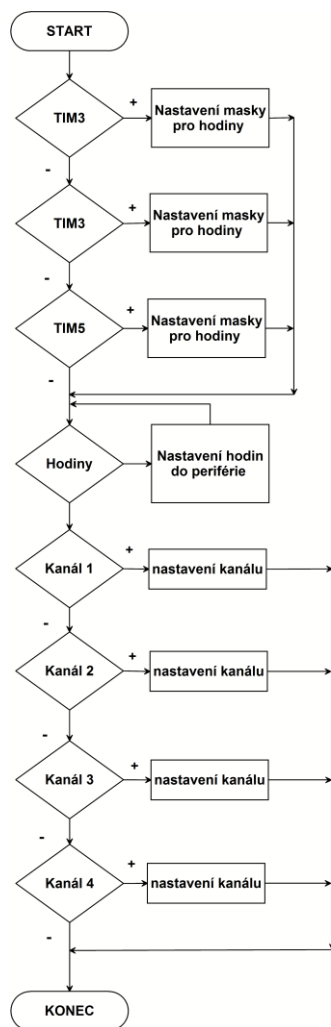 START
TIM3
+
Nastavení masky
pro hodiny
-
TIM3
+
Nastavení masky
pro hodiny
-
TIM5
+
Nastavení masky
pro hodiny
-
Hodiny
Nastavení hodin
do periférie
Kanál 1
+
nastavení kanálu
-
Kanál 2
+
nastavení kanálu
-
Kanál 3
+
nastavení kanálu
-
Kanál 4
+
nastavení kanálu
-
KONEC